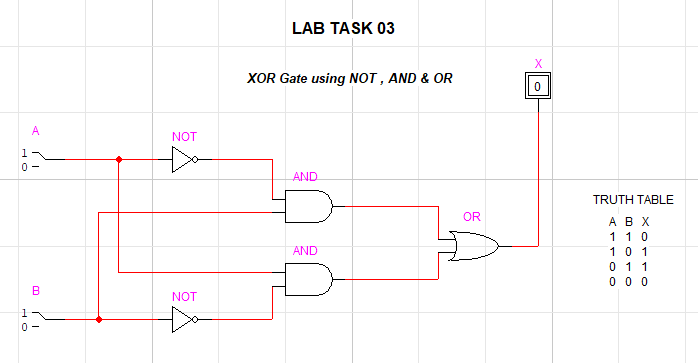 LAB TASK 03
XOR Gate using NOT , AND & OR
X
0
A
NOT
1
0
AND
TRUTH TABLE
A B X
1 1 0
1 0 1
0 1 1
0 0 0
OR
AND
B
NOT
1
0